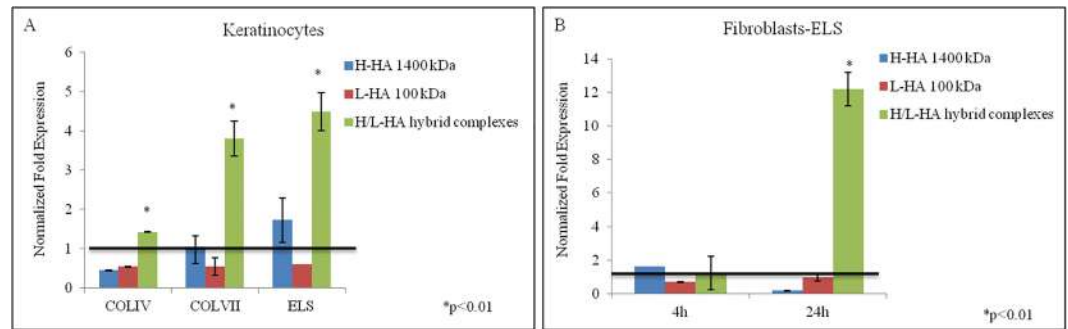 A
Keratinocytes
Normalized Fold Expression
6
5
4
3
2
1
0
H-HA 1400kDa
L-HA 100kDa
H/L-HA hybrid complexes
*
*
*
COLIV COLVII ELS
*p<0.01
B
Fibroblasts-ELS
Normalized Fold Expression
14
12
10
8
6
4
2
0
H-HA 1400kDa
L-HA 100kDa
H/L-HA hybrid complexes
*
4h 24h
*p<0.01